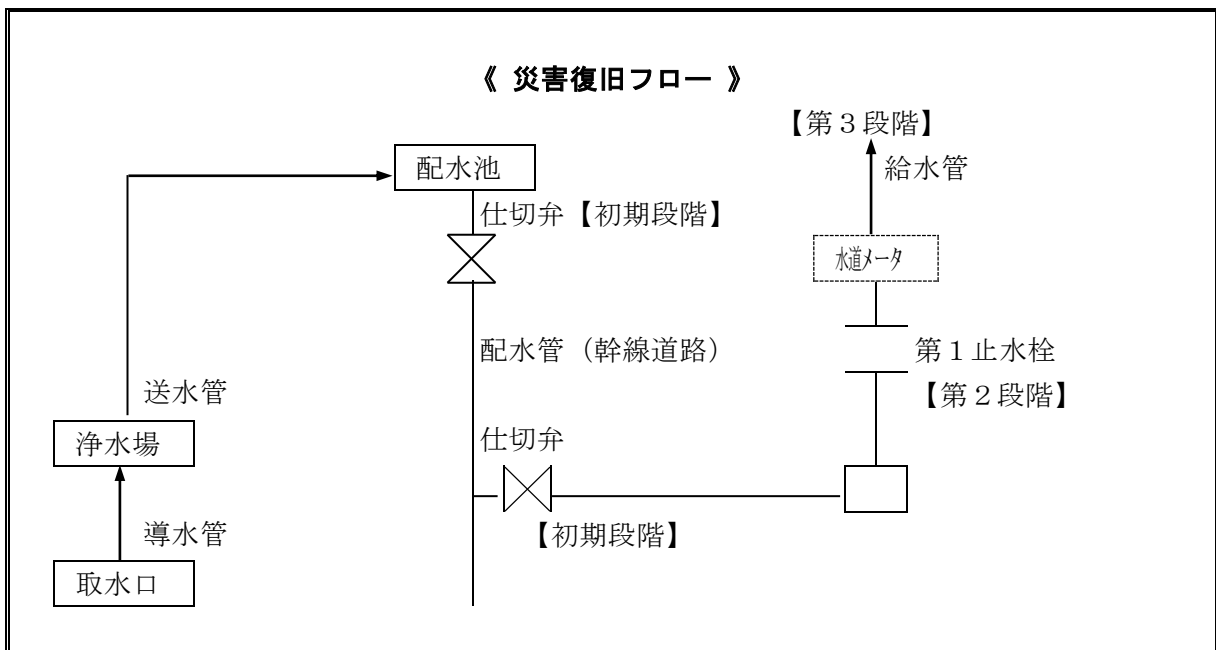 《 災害復旧フロー 》
【第３段階】
配水池
給水管
仕切弁【初期段階】
水道ﾒｰﾀ
配水管（幹線道路）
第１止水栓
送水管
【第２段階】
浄水場
仕切弁
導水管
【初期段階】
取水口